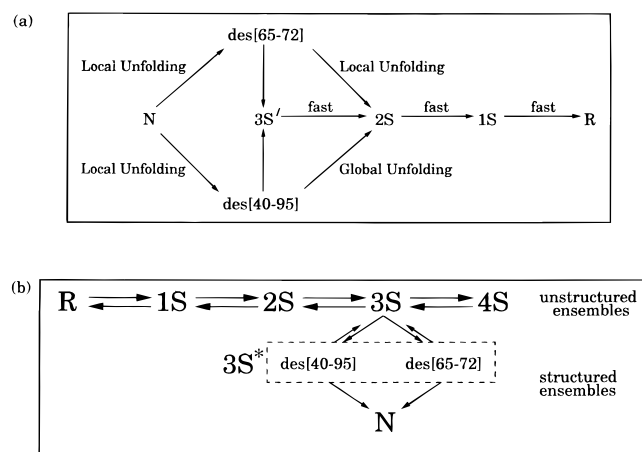 (a)
des[65-72]
Local Unfolding Local Unfolding
N 3S′ fast 2S fast 1S fast R
Local Unfolding Global Unfolding
des[40-95]
(b)
R 1S 2S 3S 4S unstructured
ensembles
3S* des[40-95] des[65-72]
structured
ensembles
N